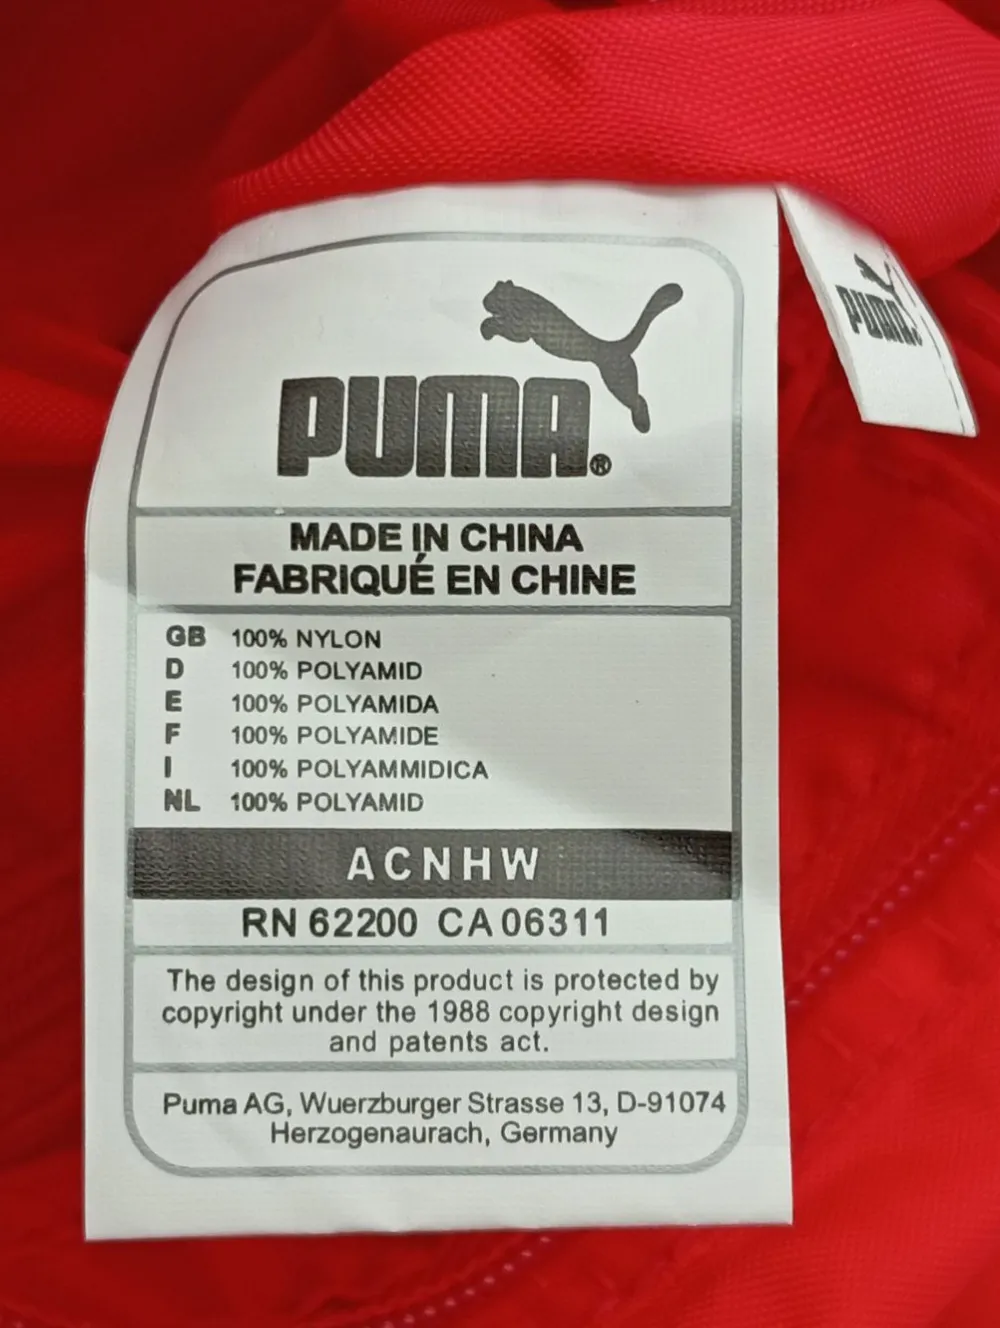 PUMA®
PUMA®
MADE IN CHINA
FABRIQUÉ EN CHINE
GB 100% NYLON
D 100% POLYAMID
E 100% POLYAMIDA
F 100% POLYAMIDE
I 100% POLYAMMIDICA
NL 100% POLYAMID
ACNHW
RN 62200 CA 06311
The design of this product is protected by
copyright under the 1988 copyright design
and patents act.
Puma AG, Wuerzburger Strasse 13, D-91074
Herzogenaurach, Germany